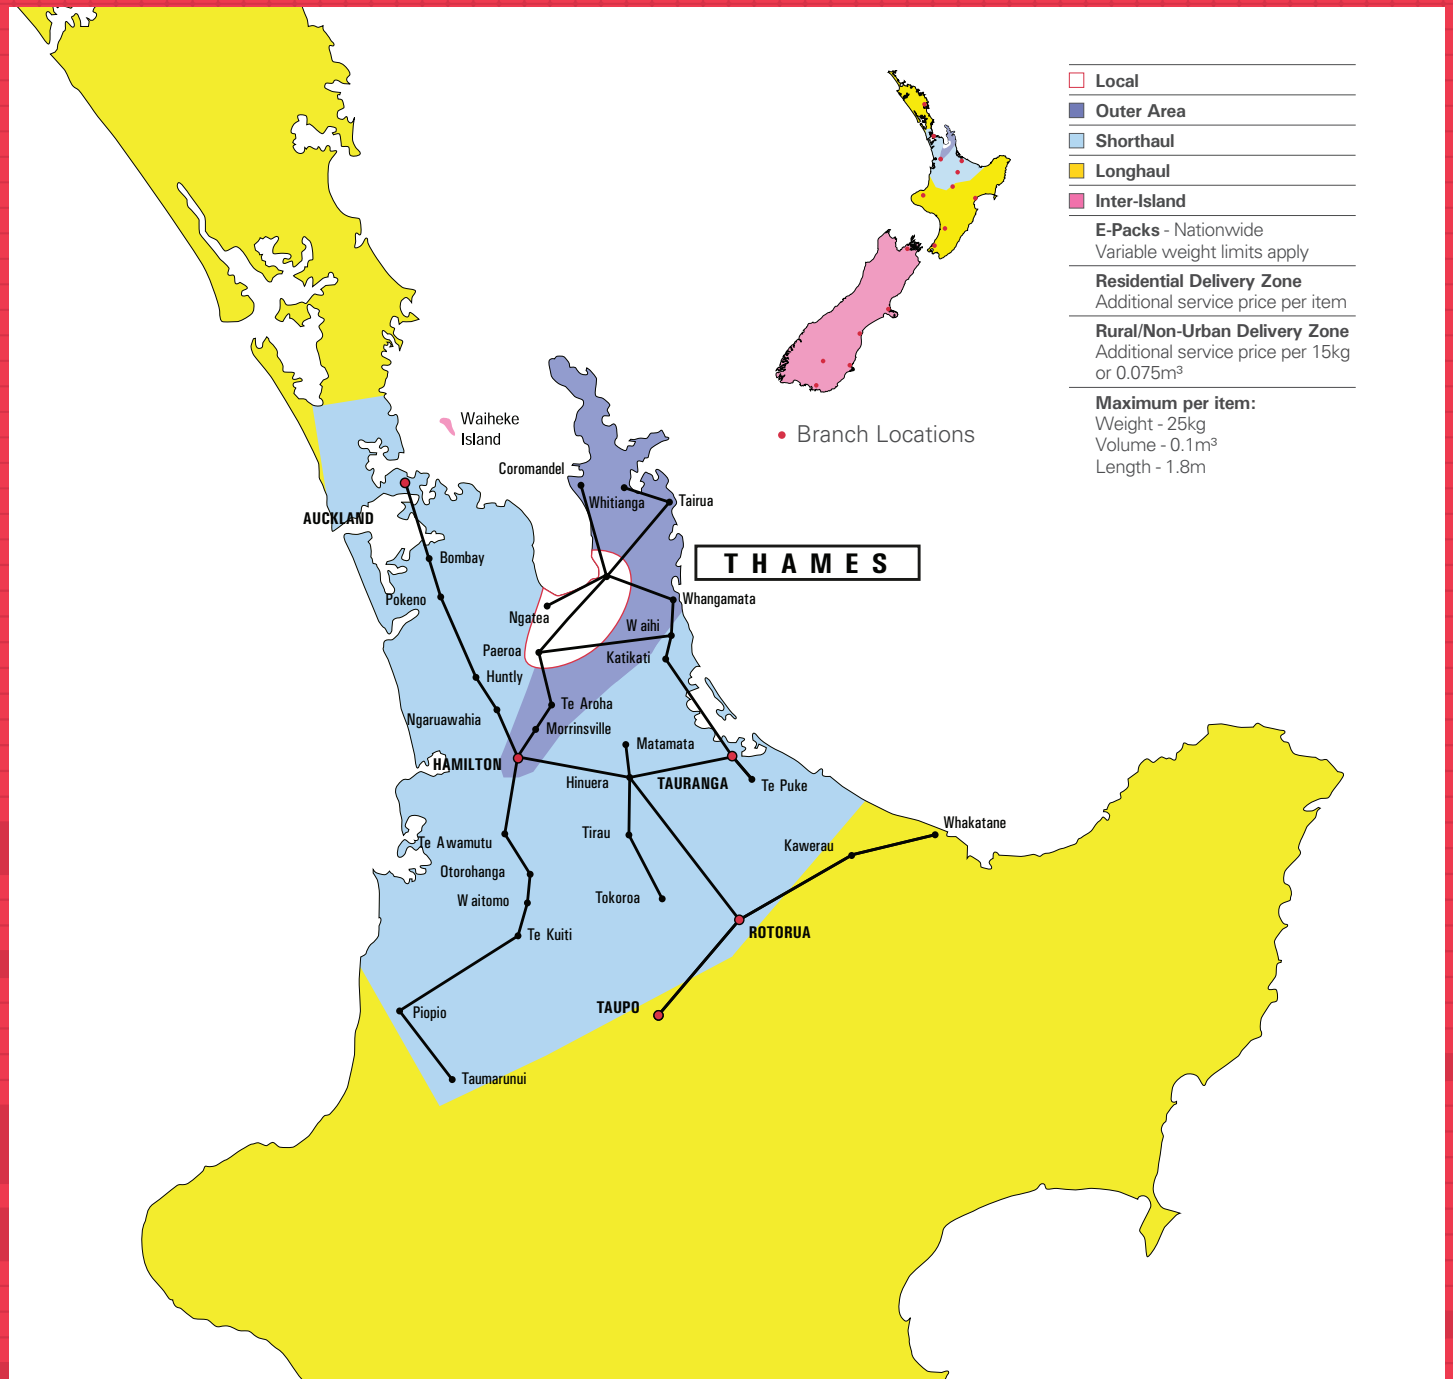 Local
Outer Area
Shorthaul
Longhaul
Inter-Island
E-Packs - Nationwide
Variable weight limits apply
Residential Delivery Zone
Additional service price per item
Rural/Non-Urban Delivery Zone
Additional service price per 15kg
or 0.075m³
Maximum per item:
Weight - 25kg
Volume - 0.1m³
Length - 1.8m
Branch Locations
Waiheke
Island
Coromandel
Whitianga
Tairua
AUCKLAND
THAMES
Bombay
Pokeno
Whangamata
Ngatea
Waihi
Paeroa
Katikati
Huntly
Te Aroha
Ngaruawahia
Morrinsville
Matamata
HAMILTON
Hinuera
TAURANGA
Te Puke
Whakatane
Tirau
Te Awamutu
Kawerau
Otorohanga
Waitomo
Tokoroa
Te Kuiti
ROTORUA
TAUPO
Piopio
Taumarunui